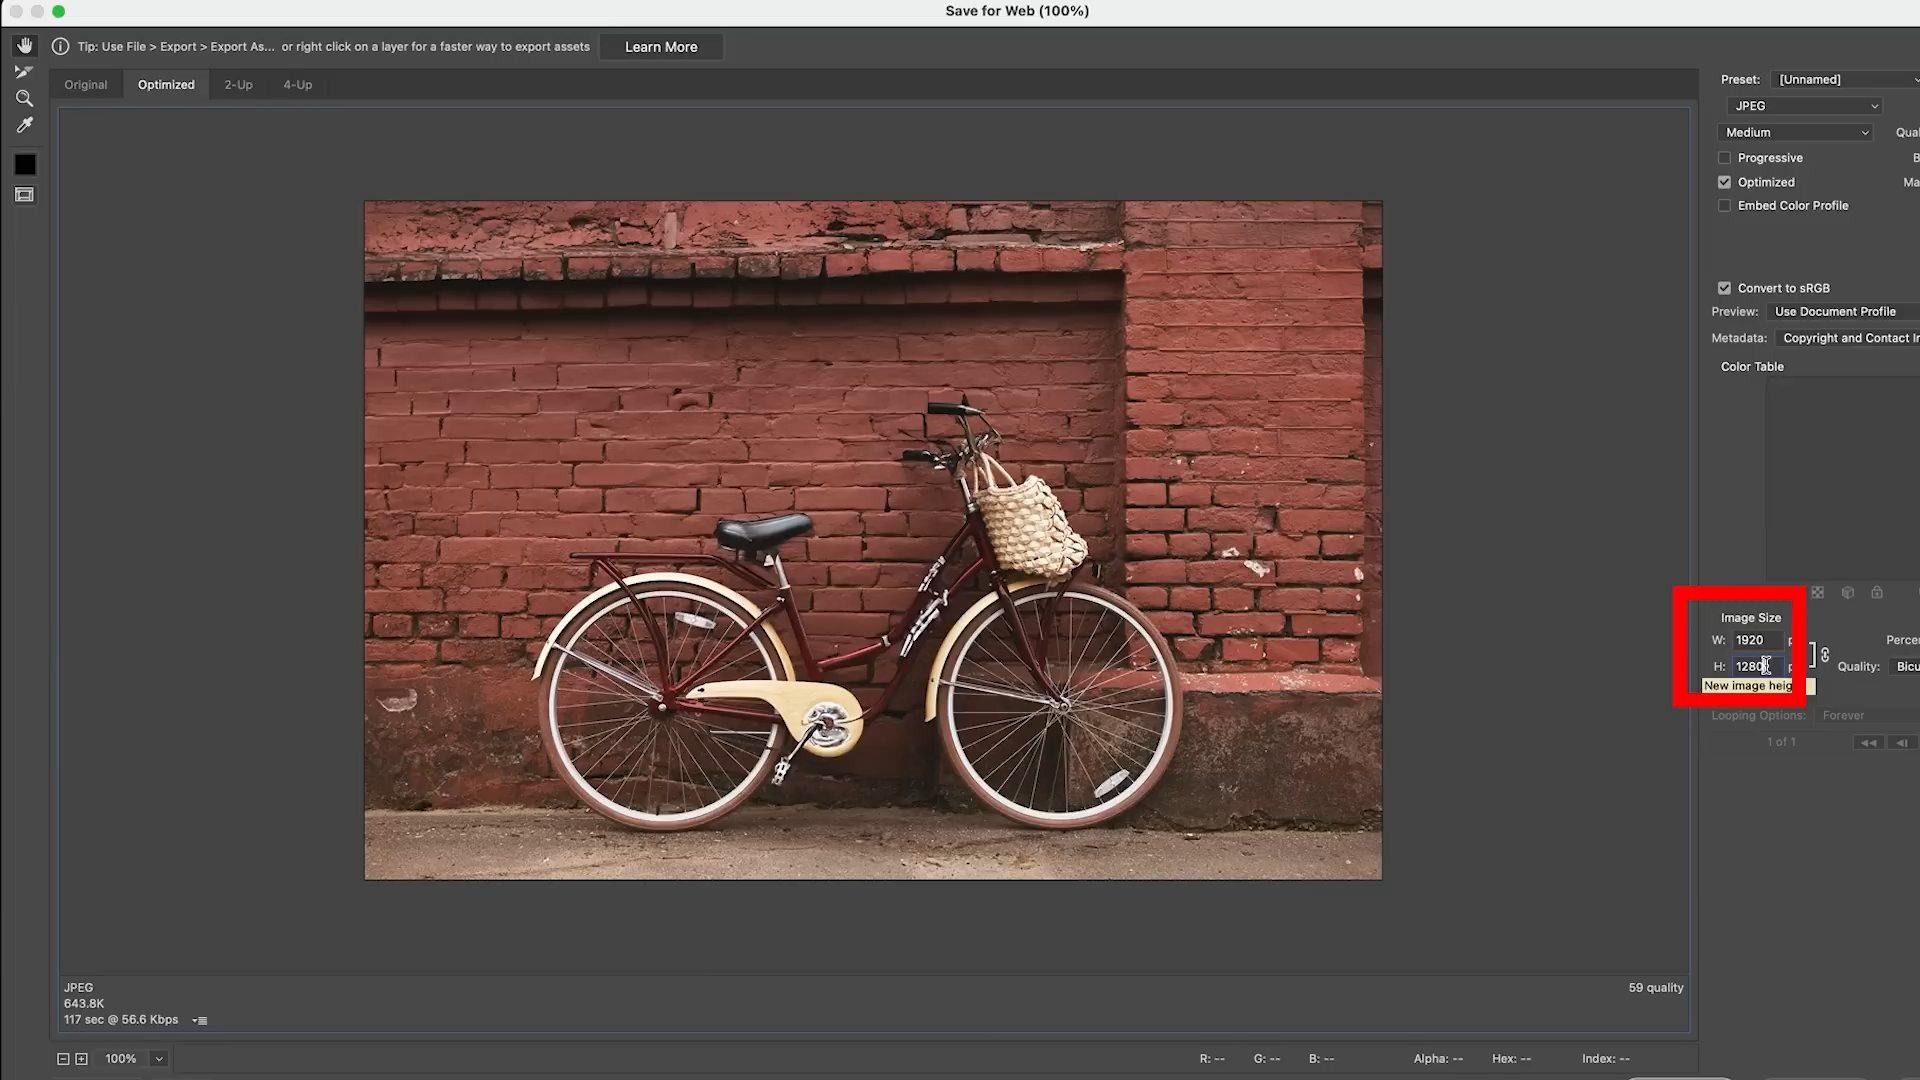 Save for Web (100%)
Tip: Use File > Export > Export As... or right click on a layer for a faster way to export assets
Learn More
Original Optimized 2-Up 4-Up
Preset: [Unnamed]
JPEG
Medium
Progressive
Optimized
Embed Color Profile
Convert to sRGB
Preview: Use Document Profile
Metadata: Copyright and Contact
Color Table
Image Size
W: 1920
H: 1280 Quality:
New image
Looping Options: Forever
1 of 1
JPEG 59 quality
643.8K
117 sec @ 56.6 Kbps
100% R: -- G: -- B: -- Alpha: -- Hex: -- Index: --